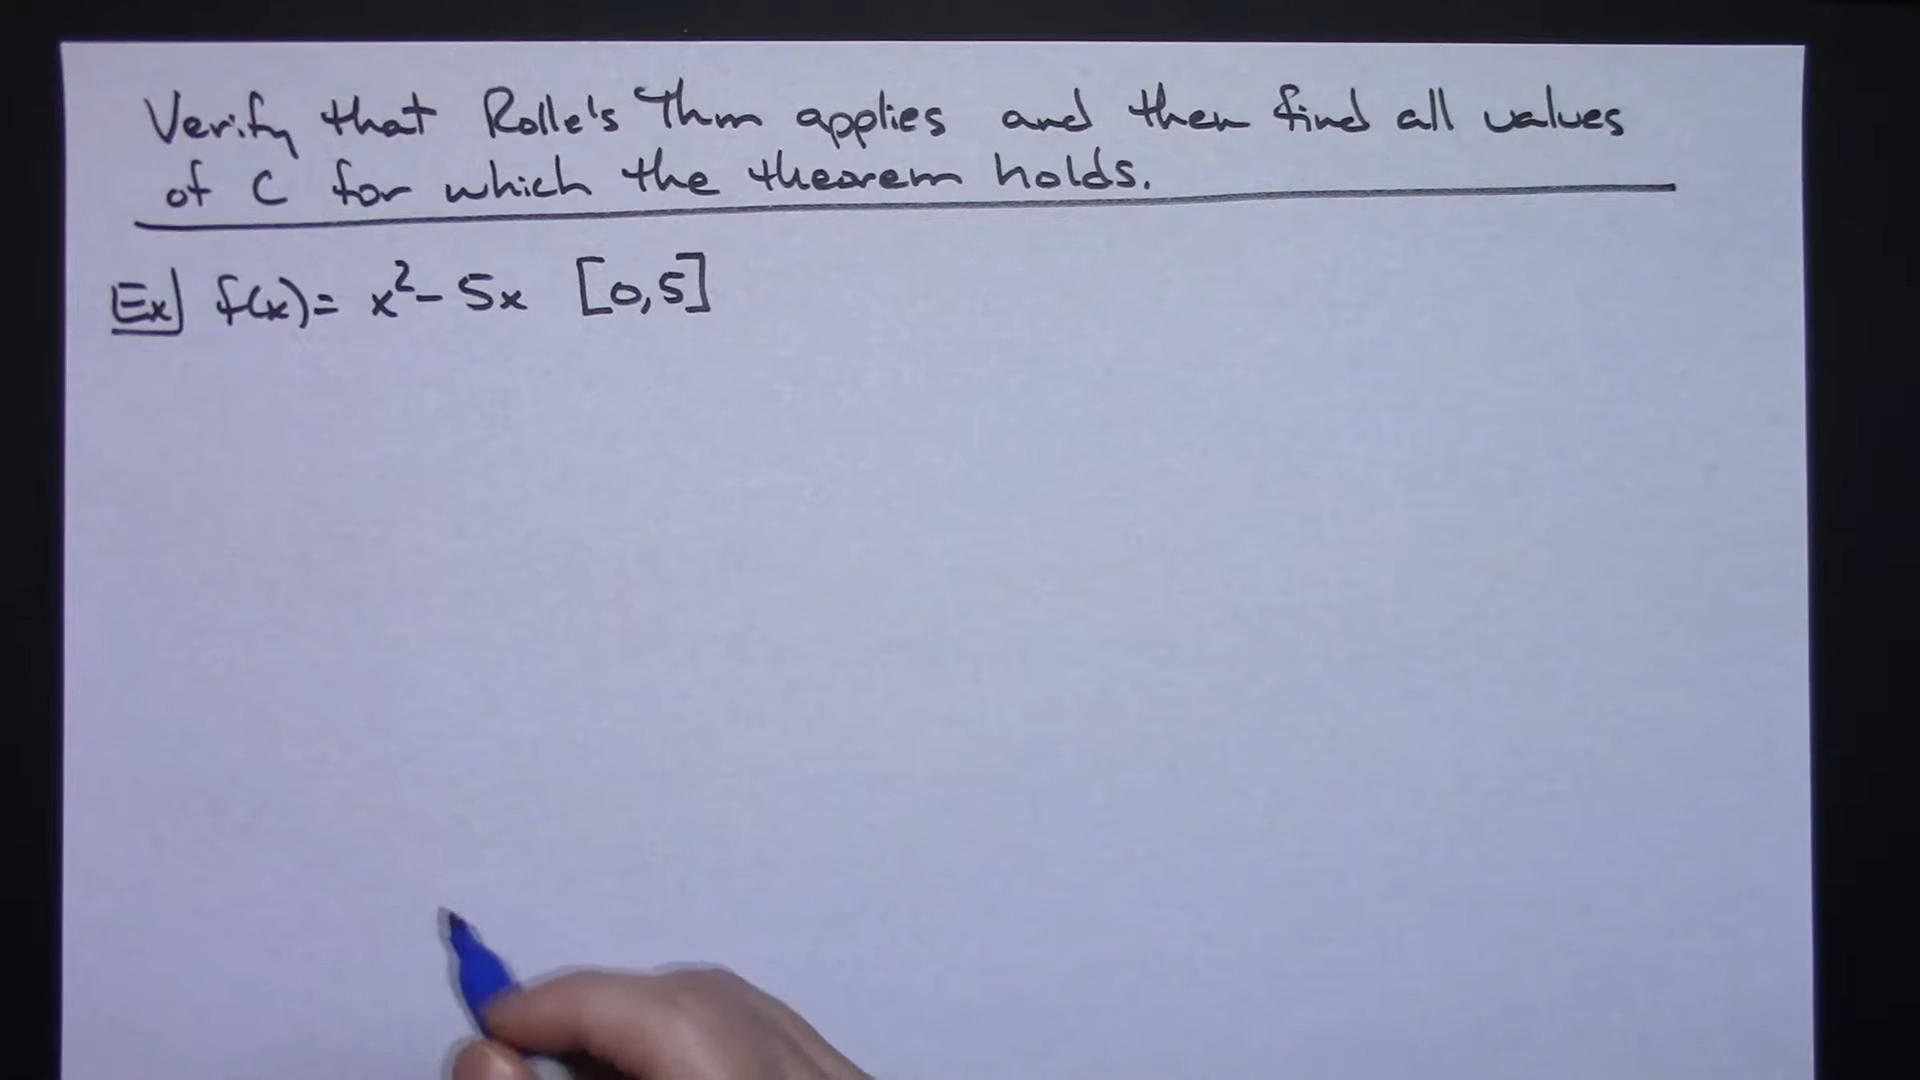 Verify that Rolle's Thm applies and then find all values
of C for which the theorem holds.
Ex] f(x) = x² - 5x [0,5]